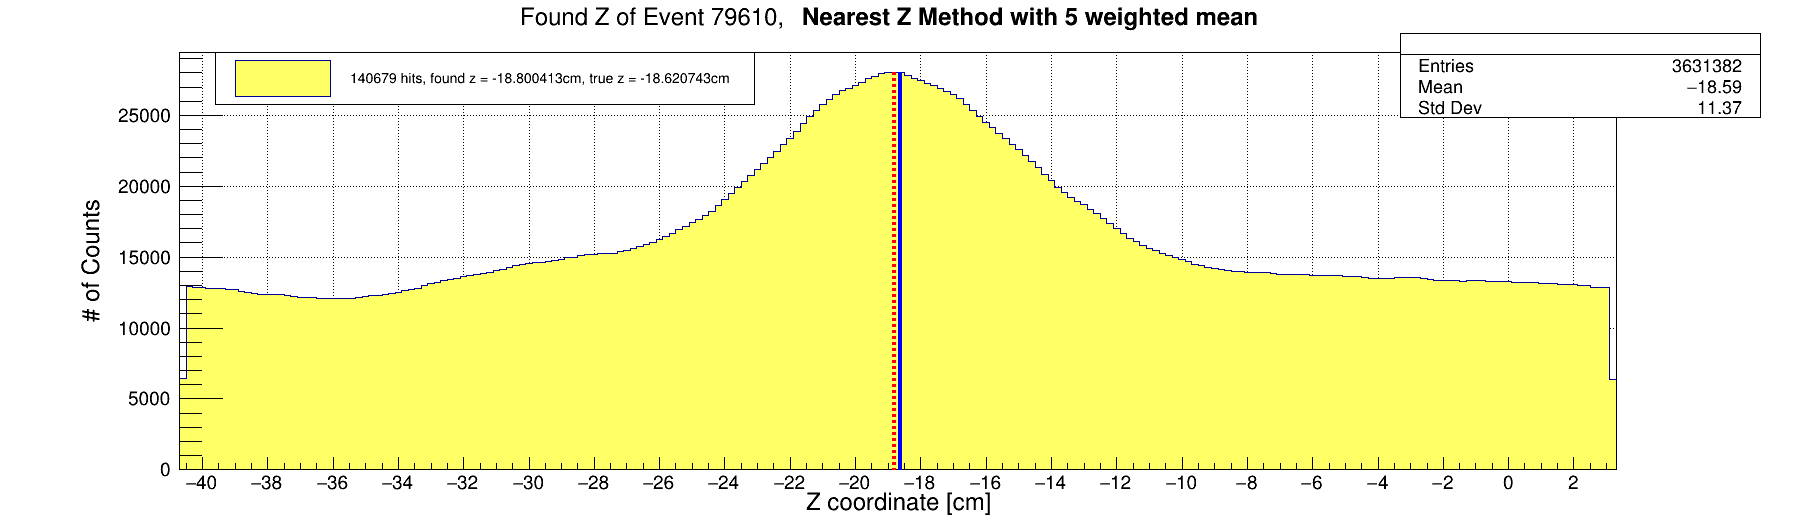 Found Z of Event 79610, Nearest Z Method with 5 weighted mean
140679 hits, found z = -18.800413cm, true z = -18.620743cm
Entries 3631382
Mean −18.59
Std Dev 11.37
# of Counts
25000
20000
15000
10000
5000
0
−40 −38 −36 −34 −32 −30 −28 −26 −24 −22 −20 −18 −16 −14 −12 −10 −8 −6 −4 −2 0 2
Z coordinate [cm]